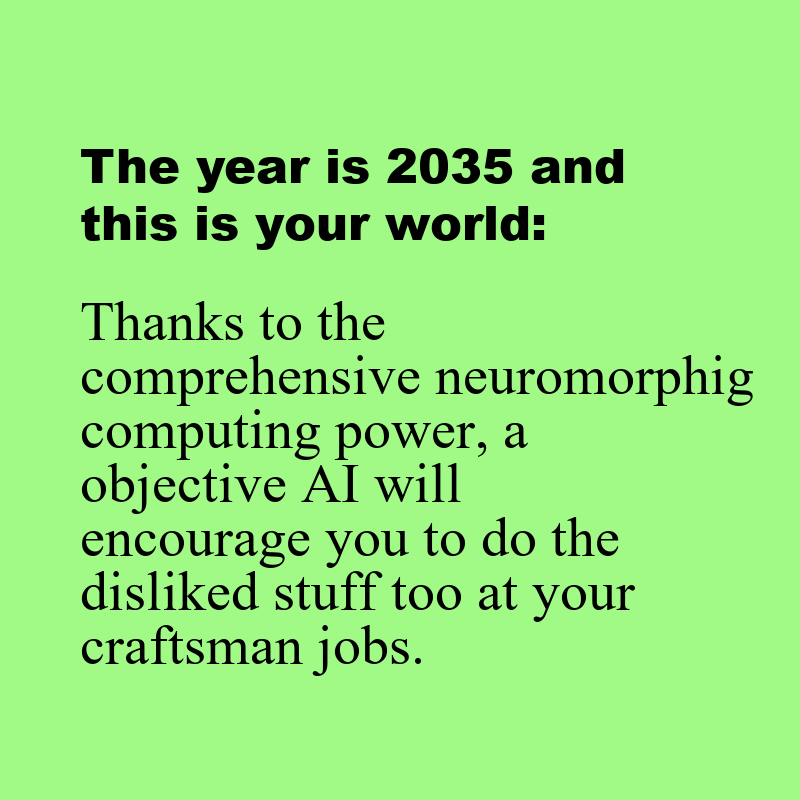 The year is 2035 and
this is your world:
Thanks to the
comprehensive neuromorphig
computing power, a
objective AI will
encourage you to do the
disliked stuff too at your
craftsman jobs.